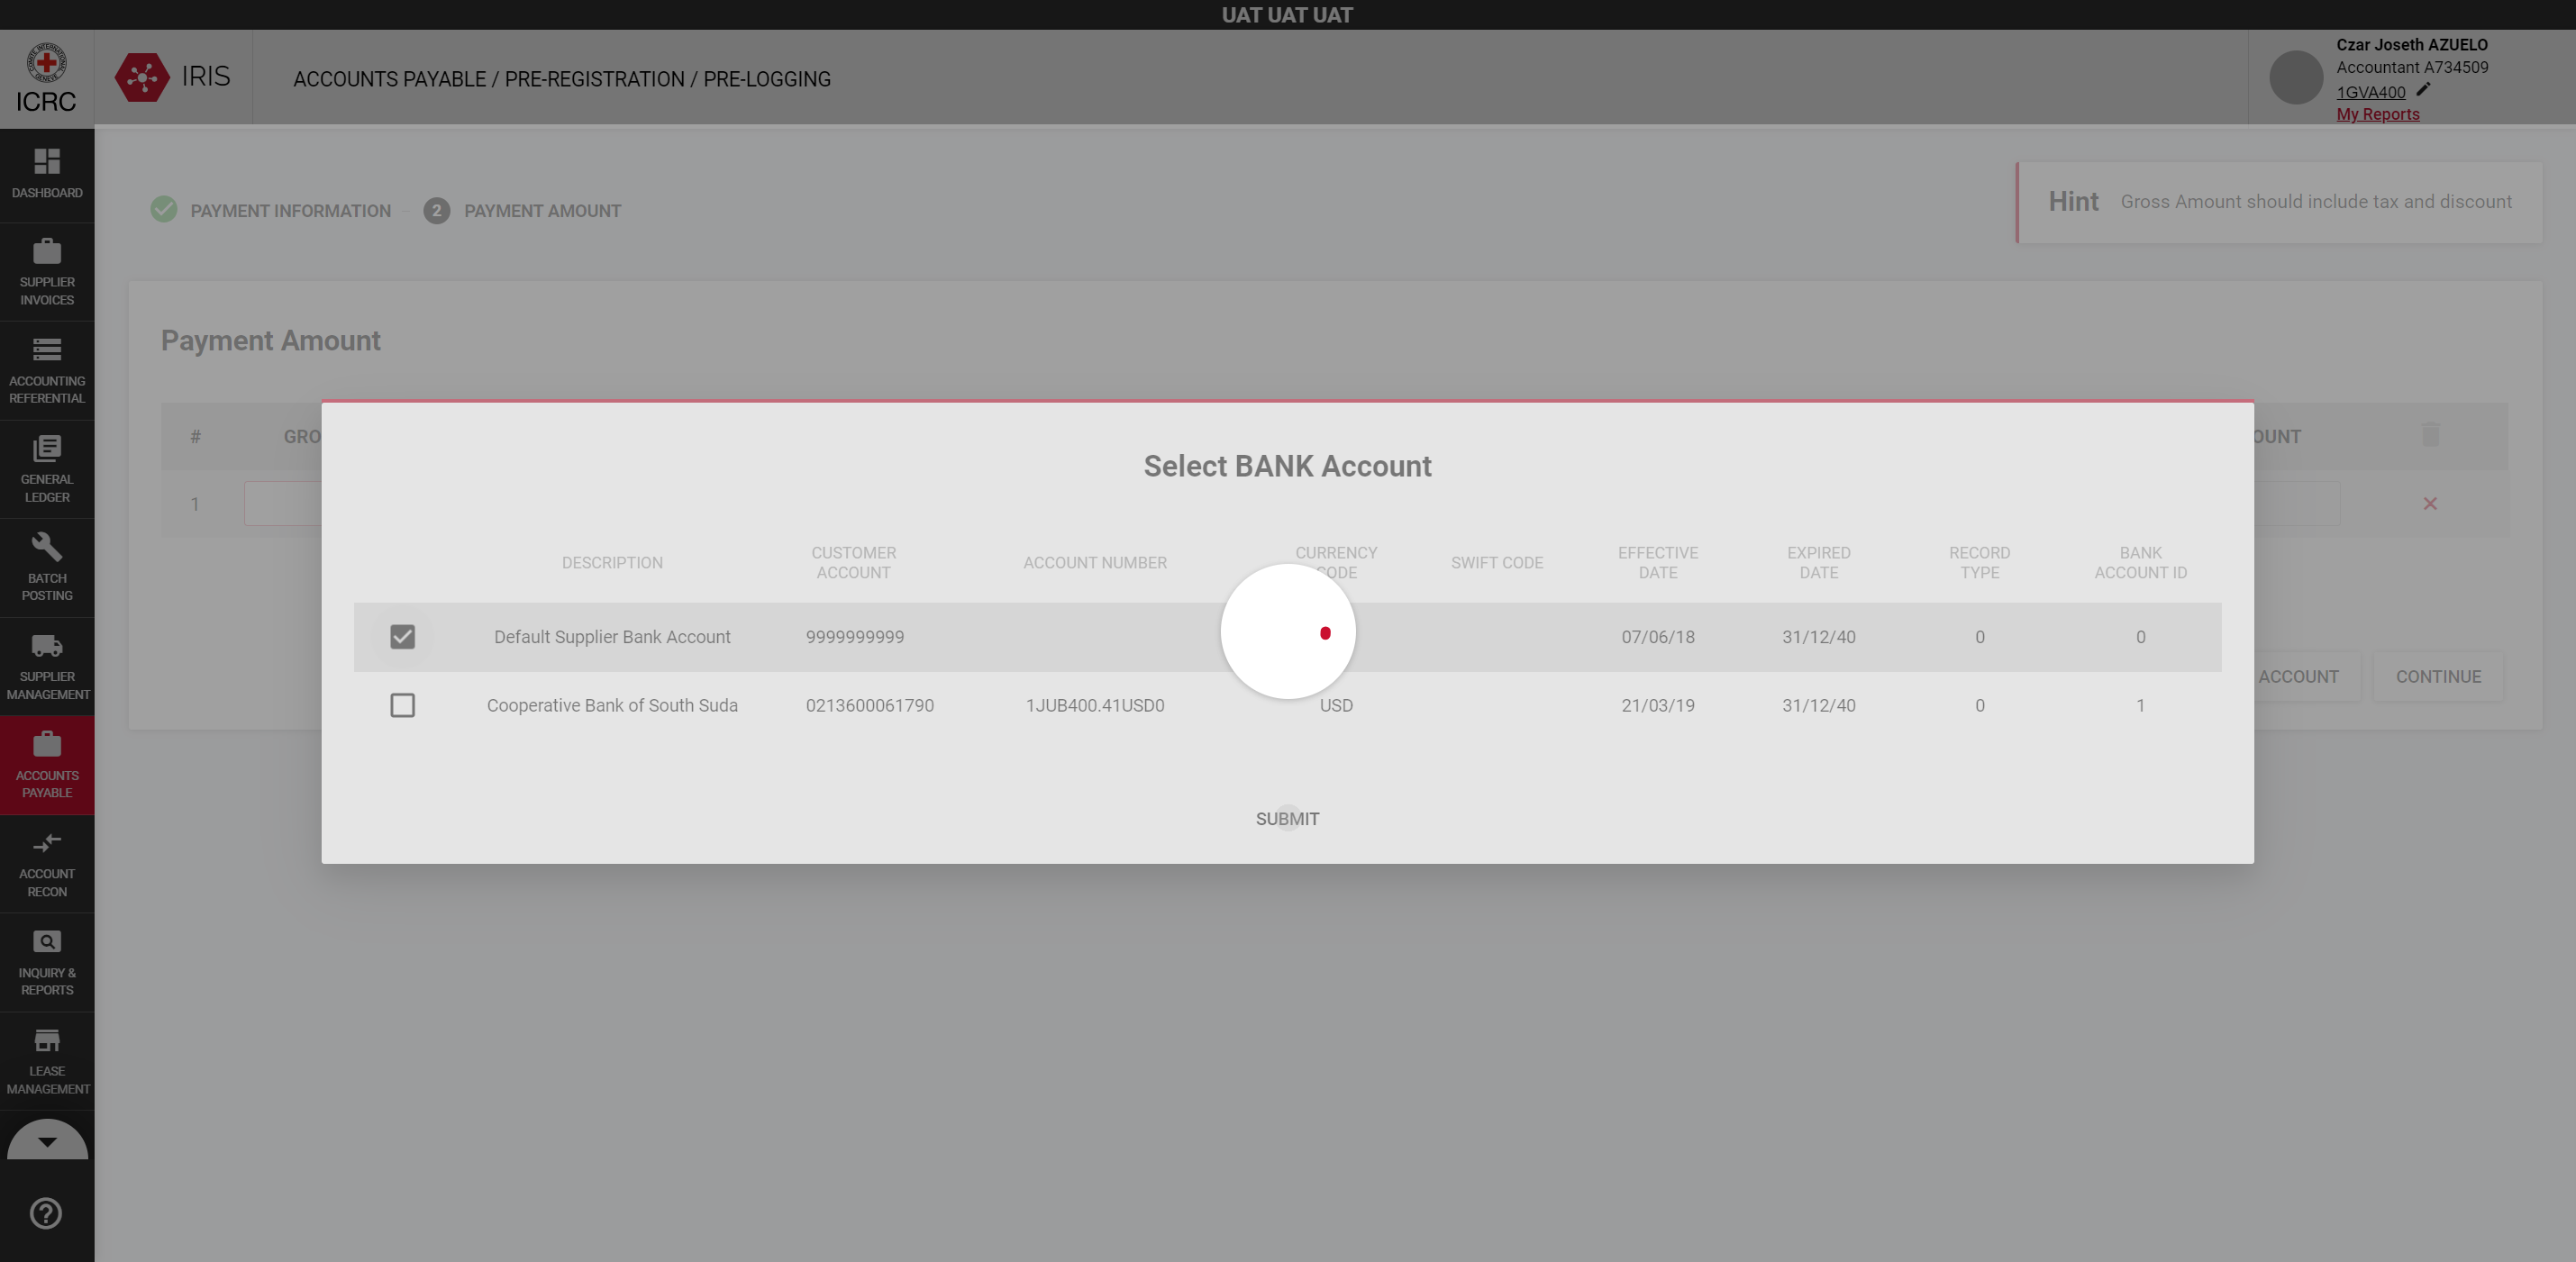 UAT UAT UAT
ICRC
IRIS
ACCOUNTS PAYABLE / PRE-REGISTRATION / PRE-LOGGING
Czar Joseth AZUELO
Accountant A734509
1GVA400
My Reports
DASHBOARD
SUPPLIER
INVOICES
ACCOUNTING
REFERENTIAL
GENERAL
LEDGER
BATCH
POSTING
SUPPLIER
MANAGEMENT
ACCOUNTS
PAYABLE
ACCOUNT
RECON
INQUIRY &
REPORTS
LEASE
MANAGEMENT
PAYMENT INFORMATION 2 PAYMENT AMOUNT
Hint Gross Amount should include tax and discount
Payment Amount
# GRO OUNT
1
Select BANK Account
DESCRIPTION CUSTOMER ACCOUNT ACCOUNT NUMBER CURRENCY CODE SWIFT CODE EFFECTIVE DATE EXPIRED DATE RECORD TYPE BANK ACCOUNT ID
Default Supplier Bank Account 9999999999 07/06/18 31/12/40 0 0
Cooperative Bank of South Suda 0213600061790 1JUB400.41USD0 USD 21/03/19 31/12/40 0 1
SUBMIT
ACCOUNT CONTINUE